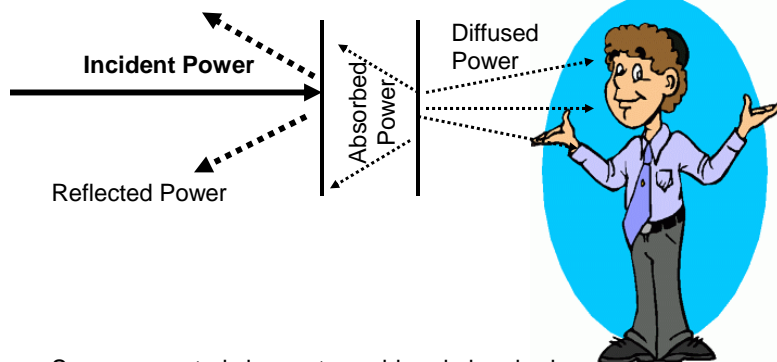 Diffused
Power
Incident Power
Absorbed
Power
Reflected Power